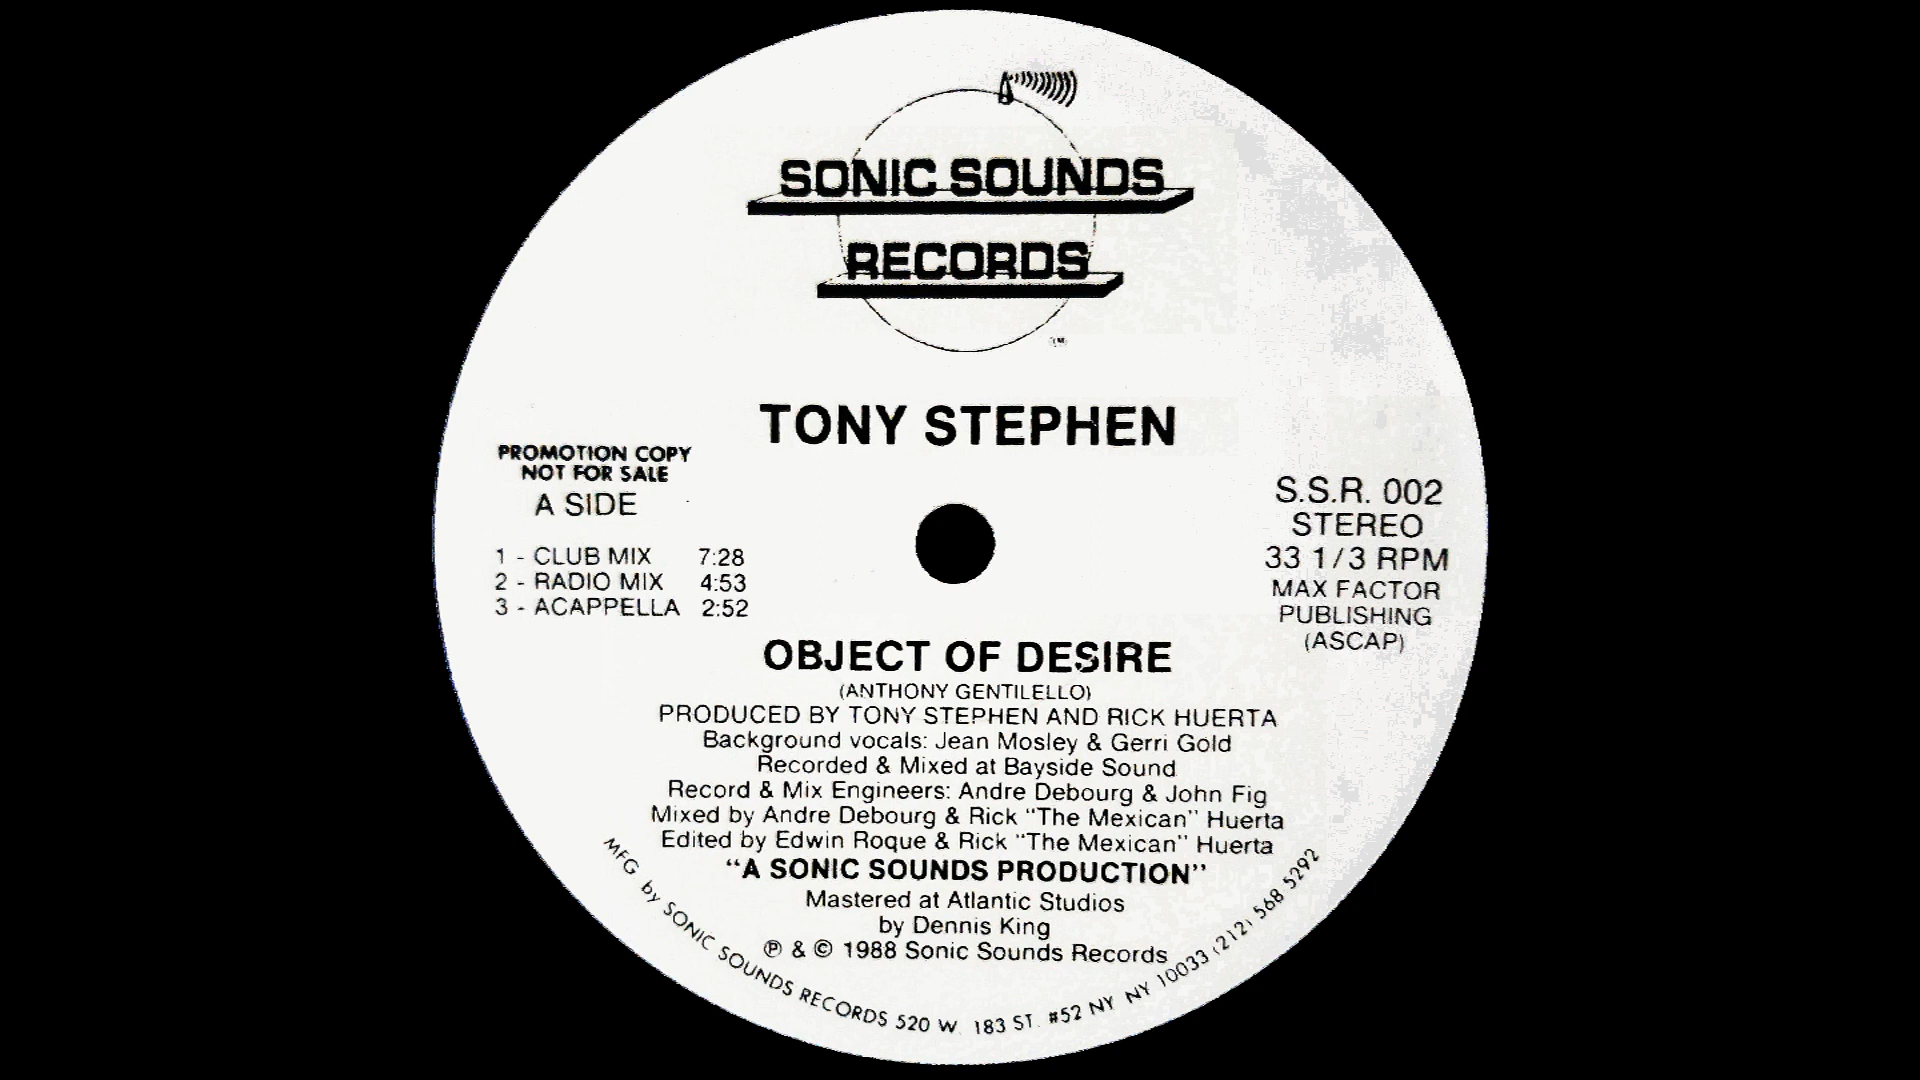 SONIC SOUNDS
RECORDS
TM
TONY STEPHEN
PROMOTION COPY
NOT FOR SALE
A SIDE
1 - CLUB MIX 7:28
2 - RADIO MIX 4:53
3 - ACAPPELLA 2:52
S.S.R. 002
STEREO
33 1/3 RPM
MAX FACTOR
PUBLISHING
(ASCAP)
OBJECT OF DESIRE
(ANTHONY GENTILELLO)
PRODUCED BY TONY STEPHEN AND RICK HUERTA
Background vocals: Jean Mosley & Gerri Gold
Recorded & Mixed at Bayside Sound
Record & Mix Engineers: Andre Debourg & John Fig
Mixed by Andre Debourg & Rick "The Mexican" Huerta
Edited by Edwin Roque & Rick "The Mexican" Huerta
"A SONIC SOUNDS PRODUCTION"
Mastered at Atlantic Studios
by Dennis King
℗ & © 1988 Sonic Sounds Records
MFG by SONIC SOUNDS RECORDS 520 W. 183 ST. #52 NY NY 10033 (212) 568 5292